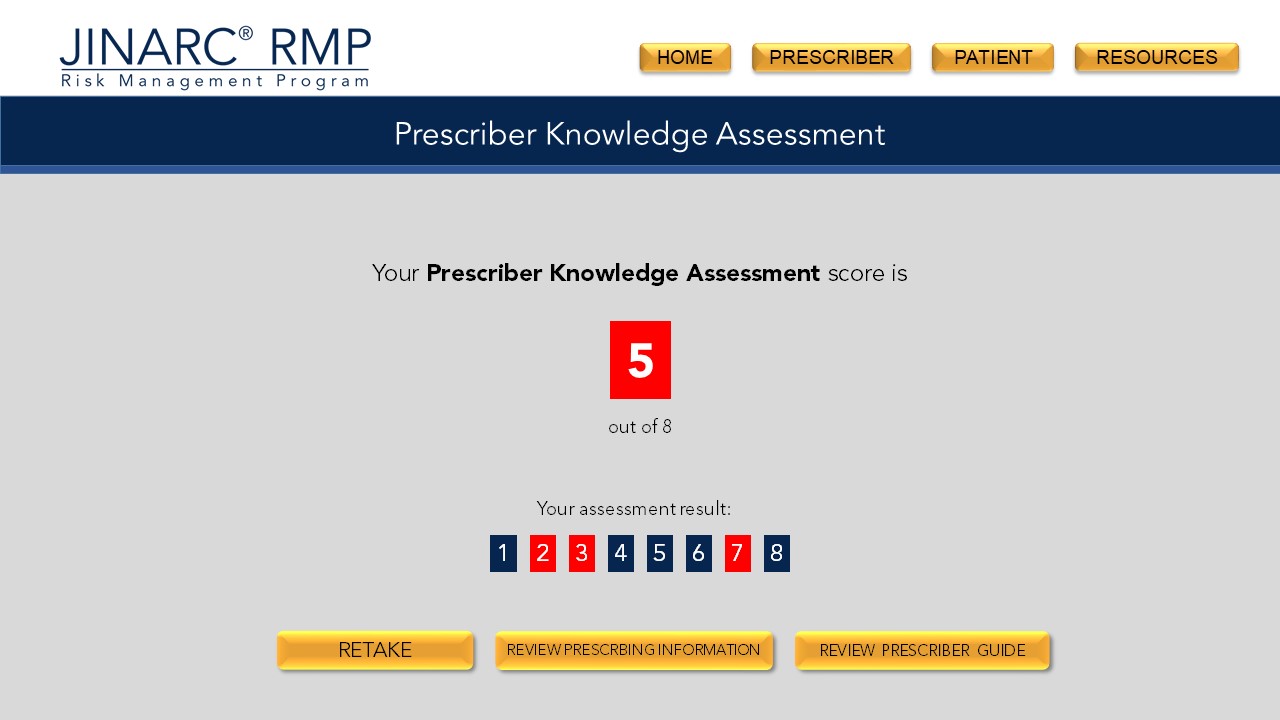 JINARC® RMP
Risk Management Program
HOME PRESCRIBER PATIENT RESOURCES
Prescriber Knowledge Assessment
Your Prescriber Knowledge Assessment score is
5
out of 8
Your assessment result:
1 2 3 4 5 6 7 8
RETAKE REVIEW PRESCRBING INFORMATION REVIEW PRESCRIBER GUIDE